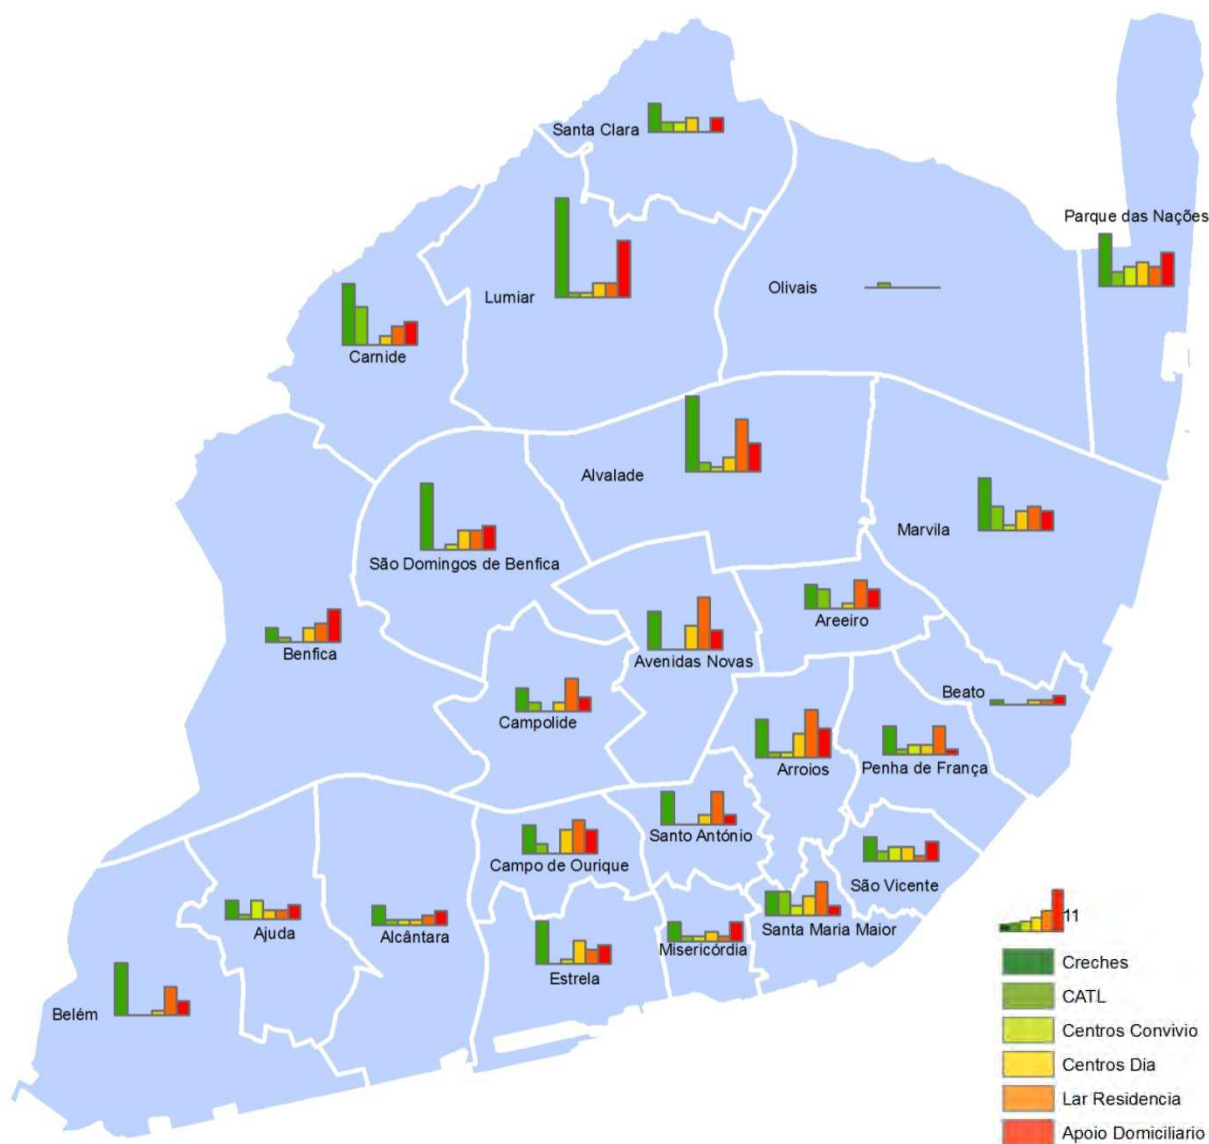 Santa Clara
Parque das Nações
Lumiar
Olivais
Carnide
Alvalade
Marvila
São Domingos de Benfica
Areeiro
Benfica
Avenidas Novas
Beato
Campolide
Arroios
Penha de França
Santo António
Campo de Ourique
São Vicente
Ajuda
Alcântara
Santa Maria Maior
Misericórdia
Estrela
Belém
11
Creches
CATL
Centros Convivio
Centros Dia
Lar Residencia
Apoio Domiciliario